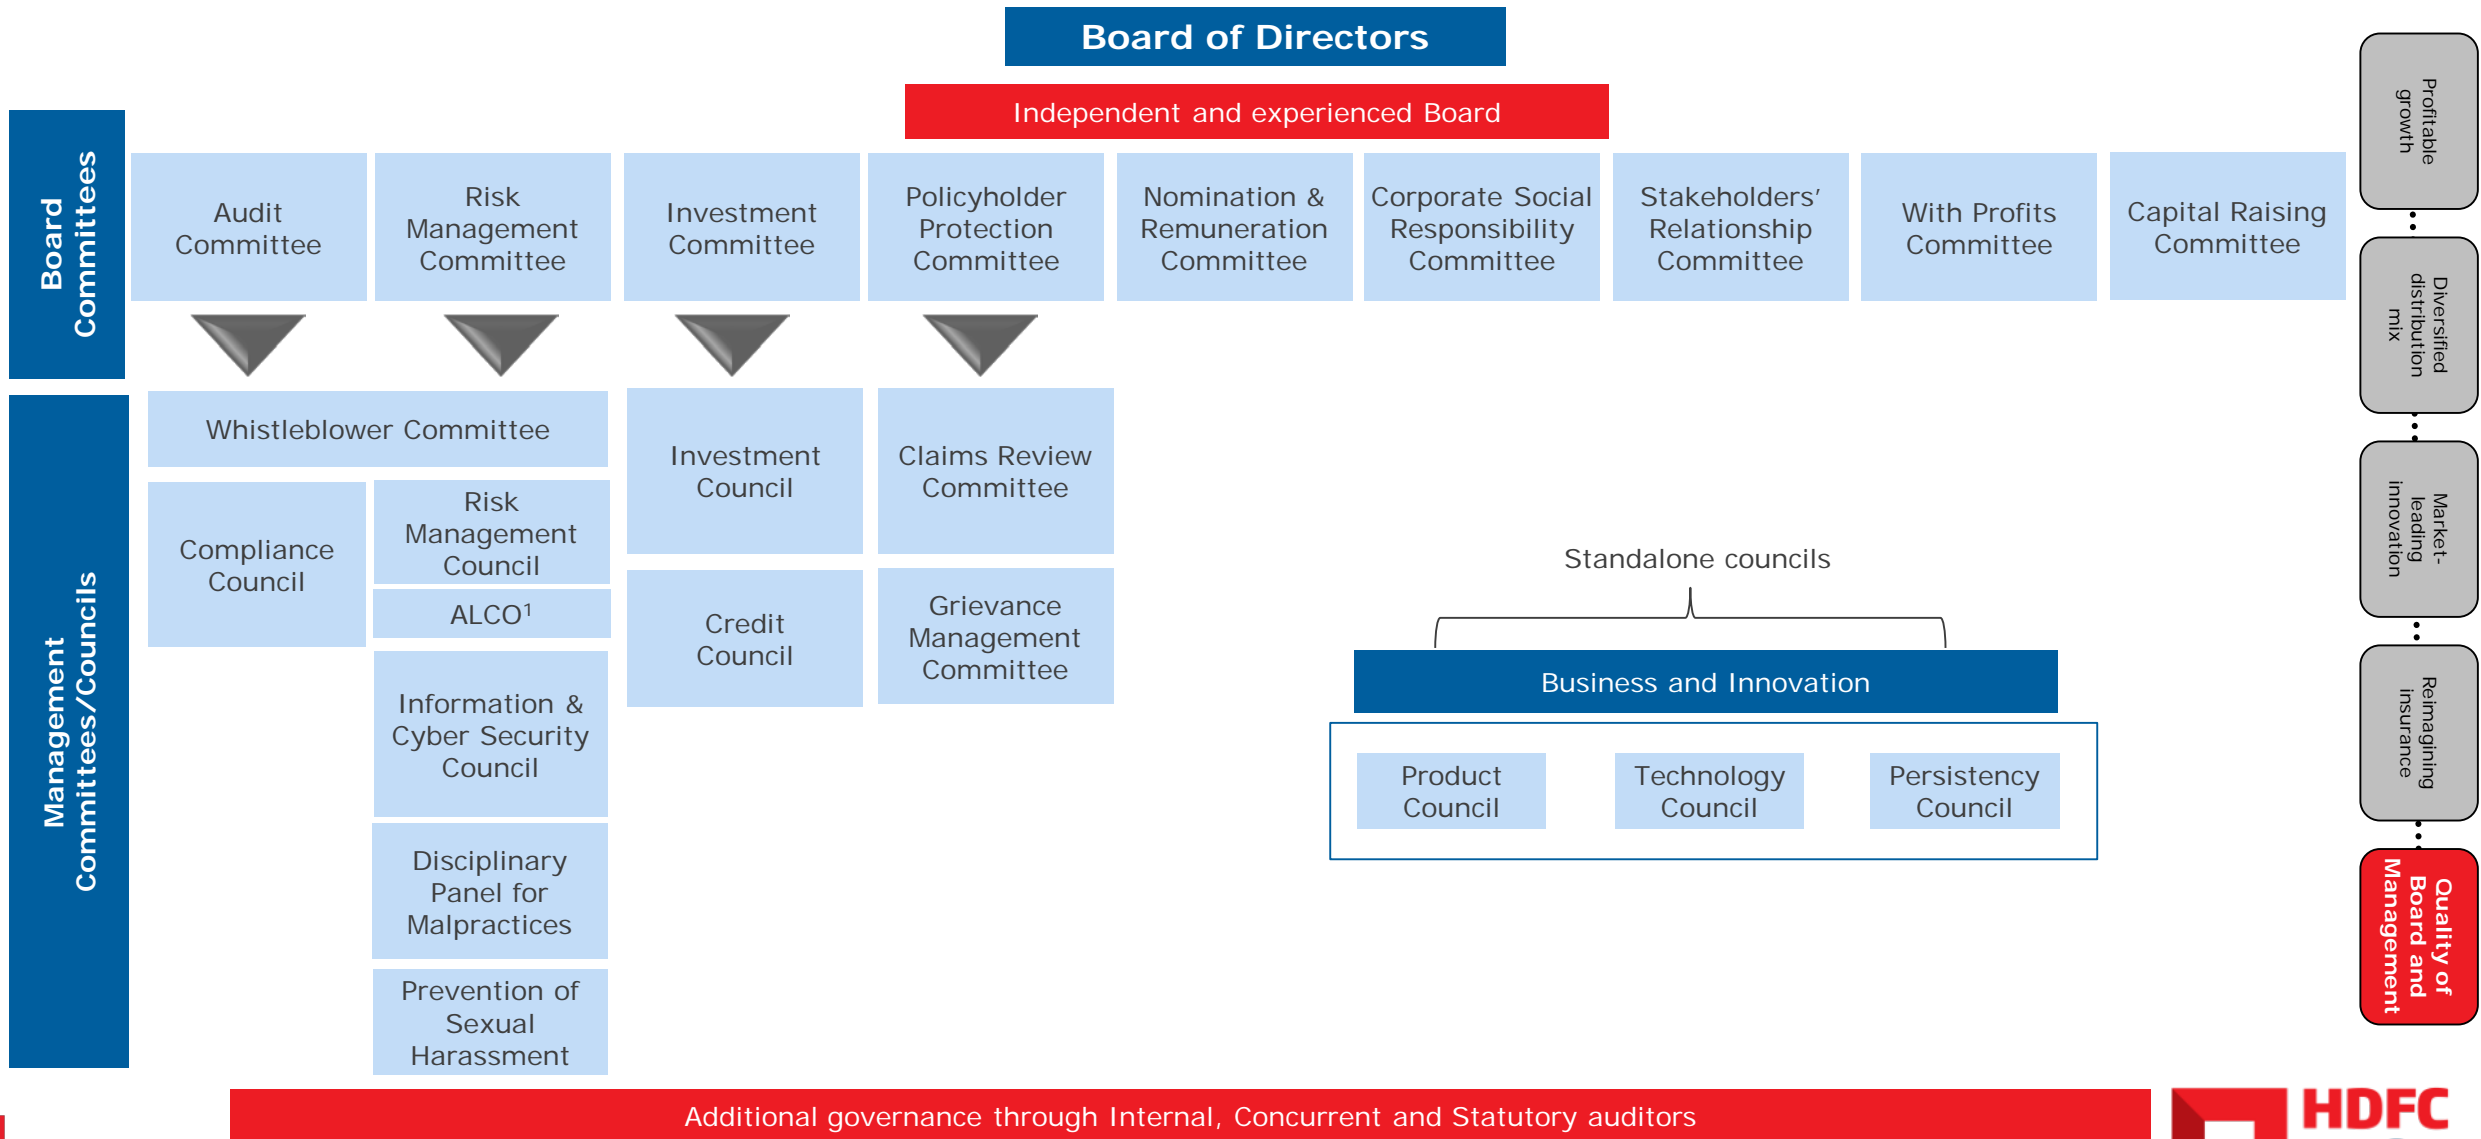 Board of Directors
Independent and experienced Board
Board
Committees
Audit
Committee
Risk
Management
Committee
Investment
Committee
Policyholder
Protection
Committee
Nomination &
Remuneration
Committee
Corporate Social
Responsibility
Committee
Stakeholders'
Relationship
Committee
With Profits
Committee
Capital Raising
Committee
Management
Committees/Councils
Whistleblower Committee
Compliance
Council
Risk
Management
Council
ALCO¹
Information &
Cyber Security
Council
Disciplinary
Panel for
Malpractices
Prevention of
Sexual
Harassment
Investment
Council
Credit
Council
Claims Review
Committee
Grievance
Management
Committee
Standalone councils
Business and Innovation
Product
Council
Technology
Council
Persistency
Council
Profitable
growth
Diversified
distribution
mix
Market-
leading
innovation
Reimagining
insurance
Quality of
Board and
Management
Additional governance through Internal, Concurrent and Statutory auditors
HDFC